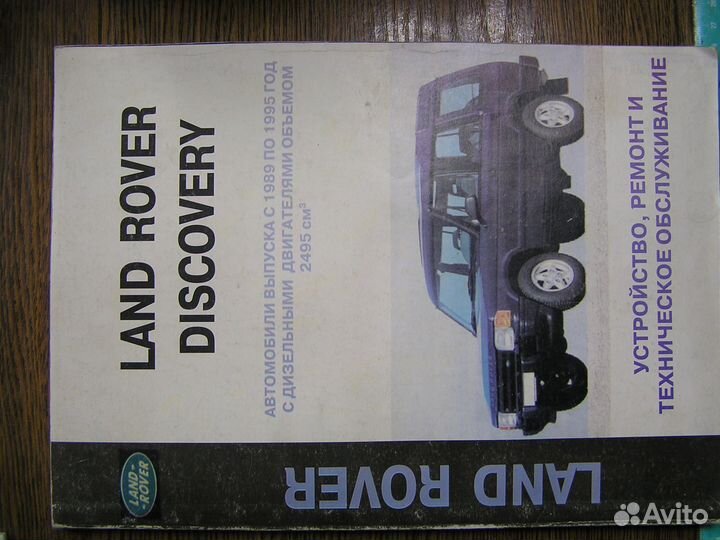 LAND ROVER
DISCOVERY
АВТОМОБИЛИ ВЫПУСКА С 1989 ПО 1995 ГОД
С ДИЗЕЛЬНЫМИ ДВИГАТЕЛЯМИ ОБЪЕМОМ
2495 см³
УСТРОЙСТВО, РЕМОНТ И
ТЕХНИЧЕСКОЕ ОБСЛУЖИВАНИЕ
LAND-
-ROVER
LAND ROVER
Avito